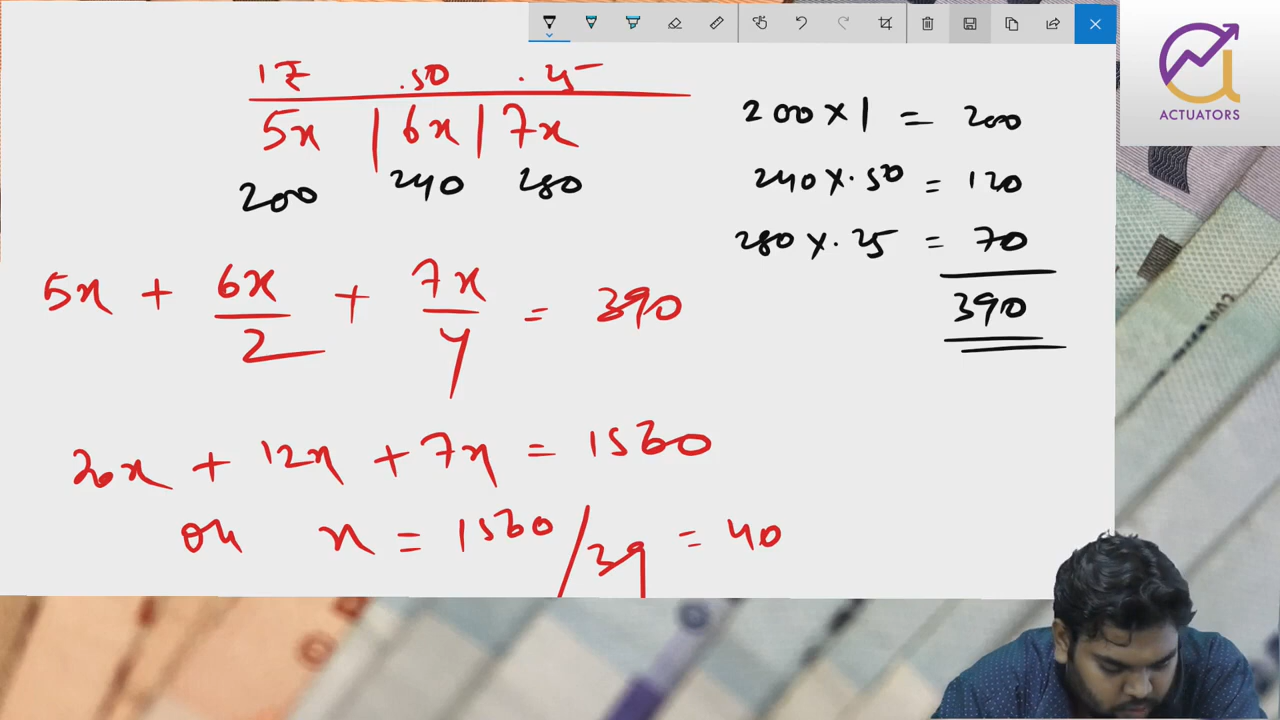 1₹ .50 .25
5x | 6x | 7x
200 240 280
5x + 6x/2 + 7x/4 = 390
20x + 12x + 7x = 1560
or x = 1560/39 = 40
200 × 1 = 200
240 × .50 = 120
280 × .25 = 70
390
ACTUATORS